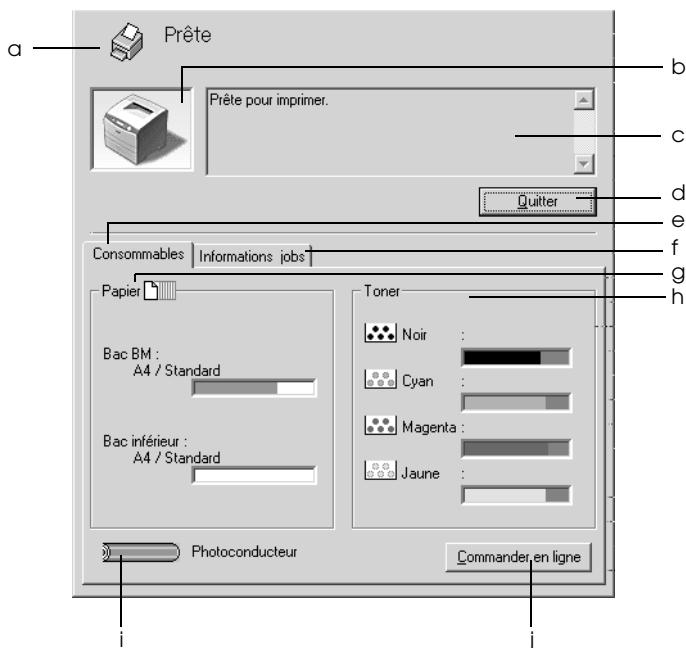 a
Prête
b
Prête pour imprimer.
c
d
Quitter
e
Consommables
Informations jobs
f
g
Papier
Toner
h
Noir :
Bac BM :
A4 / Standard
Cyan :
Magenta :
Bac inférieur :
A4 / Standard
Jaune :
Photoconducteur
Commander en ligne
i
j